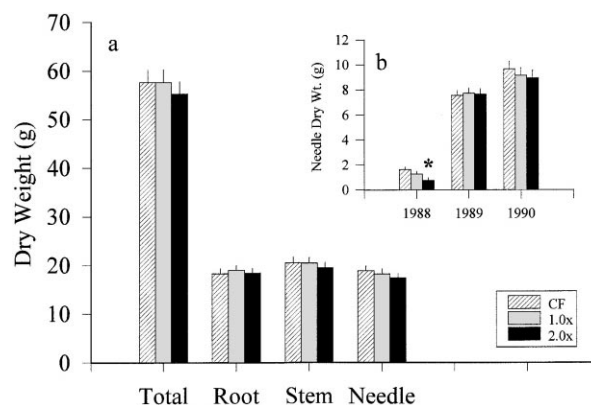 a
Dry Weight (g)
70
60
50
40
30
20
10
0
Total Root Stem Needle
b
Needle Dry Wt. (g)
12
10
8
6
4
2
0
*
1988 1989 1990
CF
1.0x
2.0x